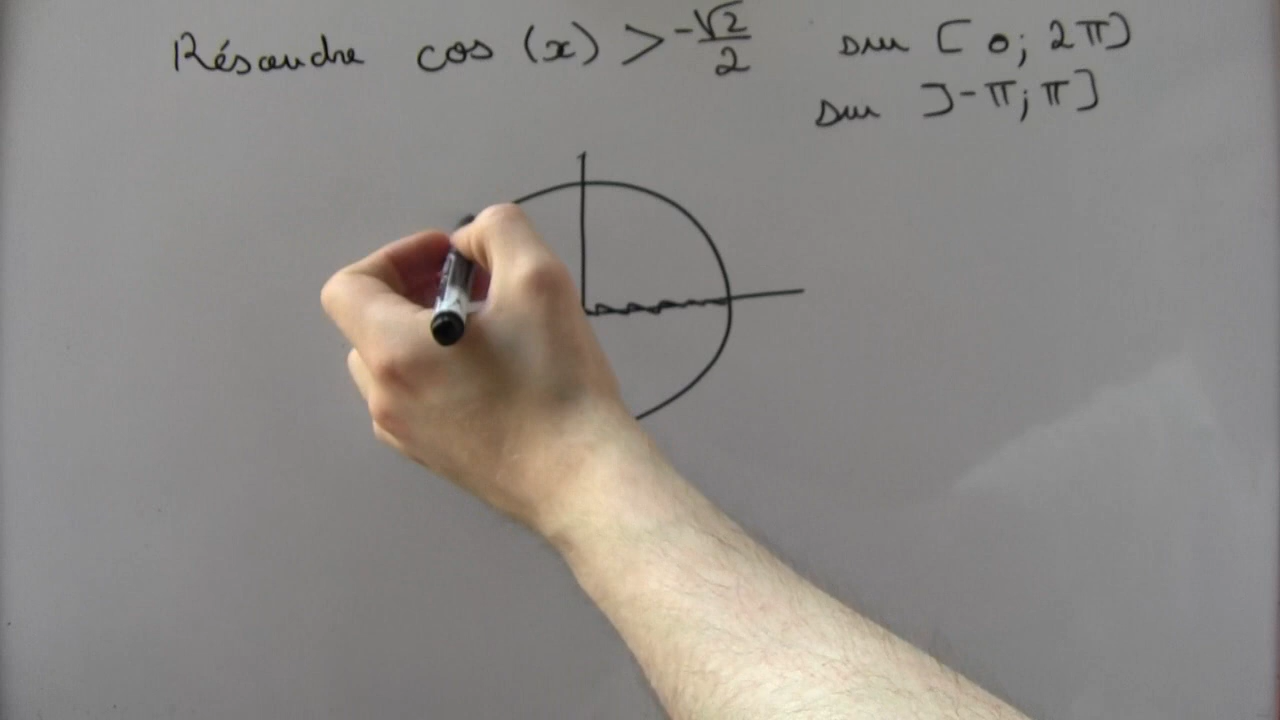 Résoudre cos (x) > -√2/2 sur [0; 2π]
sur ]-π; π]